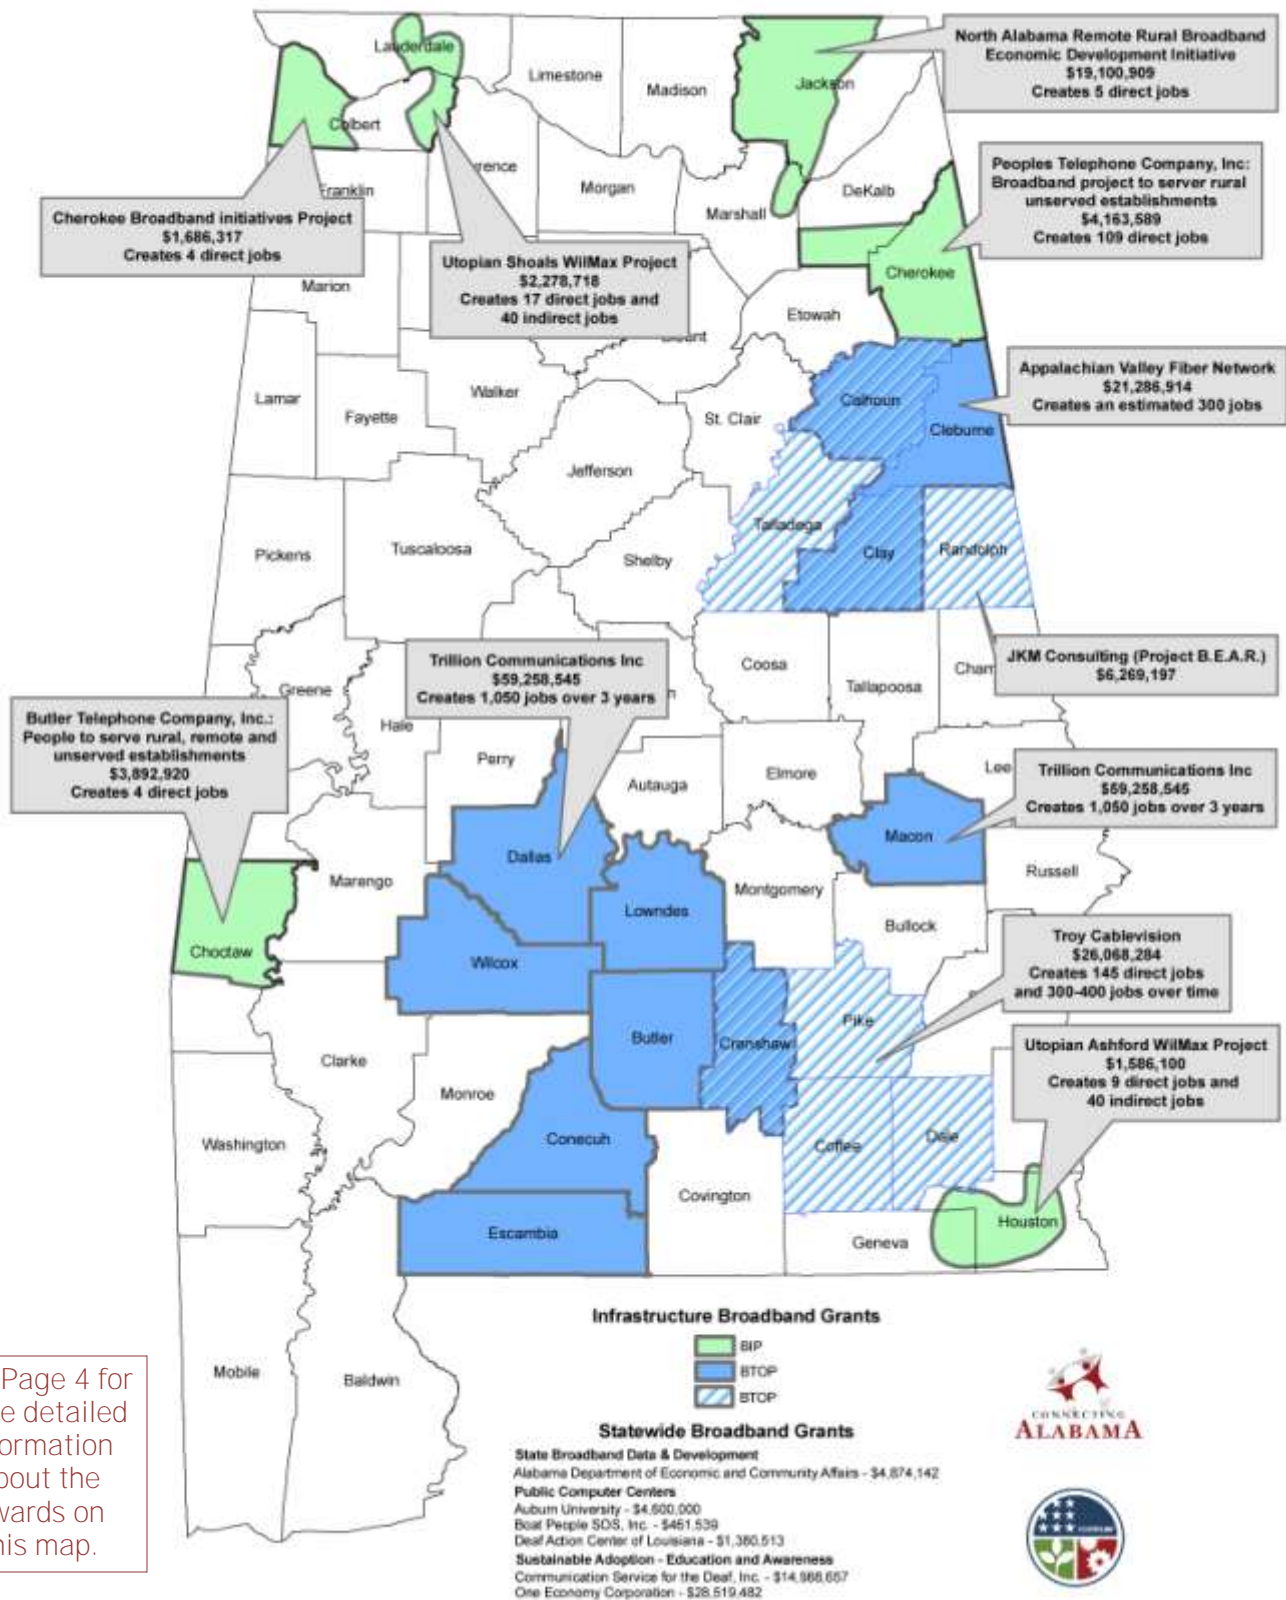 Lauderdale
Limestone
Madison
Jackson
North Alabama Remote Rural Broadband
Economic Development Initiative
$19,100,909
Creates 5 direct jobs
Colbert
Franklin
rence
Morgan
Marshall
DeKalb
Peoples Telephone Company, Inc:
Broadband project to server rural
unserved establishments
$4,163,589
Creates 109 direct jobs
Cherokee Broadband initiatives Project
$1,686,317
Creates 4 direct jobs
Utopian Shoals WilMax Project
$2,278,718
Creates 17 direct jobs and
40 indirect jobs
Cherokee
Marion
Etowah
Lamar
Fayette
Walker
St. Clair
Calhoun
Cleburne
Appalachian Valley Fiber Network
$21,286,914
Creates an estimated 300 jobs
Jefferson
Pickens
Tuscaloosa
Shelby
Talladega
Clay
Randolph
Trillion Communications Inc
$59,258,545
Creates 1,050 jobs over 3 years
Coosa
Tallapoosa
Cham
JKM Consulting (Project B.E.A.R.)
$6,269,197
Greene
Hale
Perry
n
Autauga
Elmore
Lee
Butler Telephone Company, Inc.:
People to serve rural, remote and
unserved establishments
$3,892,920
Creates 4 direct jobs
Trillion Communications Inc
$59,258,545
Creates 1,050 jobs over 3 years
Dallas
Macon
Marengo
Montgomery
Russell
Lowndes
Bullock
Choctaw
Wilcox
Troy Cablevision
$26,068,284
Creates 145 direct jobs
and 300-400 jobs over time
Butler
Crenshaw
Pike
Clarke
Monroe
Utopian Ashford WilMax Project
$1,586,100
Creates 9 direct jobs and
40 indirect jobs
Washington
Conecuh
Coffee
Dale
Covington
Escambia
Geneva
Houston
Mobile
Baldwin
Page 4 for
e detailed
ormation
bout the
wards on
his map.
Infrastructure Broadband Grants
BIP
BTOP
BTOP
Statewide Broadband Grants
State Broadband Data & Development
Alabama Department of Economic and Community Affairs - $4,874,142
Public Computer Centers
Auburn University - $4,600,000
Boat People SOS, Inc. - $461,539
Deaf Action Center of Louisiana - $1,380,513
Sustainable Adoption - Education and Awareness
Communication Service for the Deaf, Inc. - $14,988,657
One Economy Corporation - $28,519,482
CONNECTING
ALABAMA